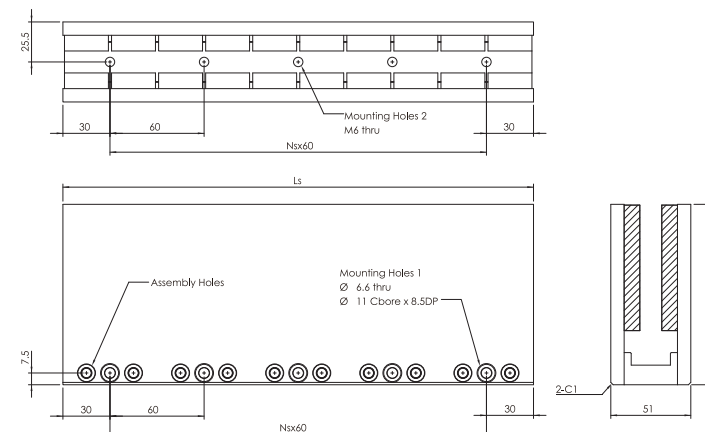 25.5
30
60
Mounting Holes 2
M6 thru
30
Nsx60
Ls
Assembly Holes
Mounting Holes 1
Ø 6.6 thru
Ø 11 Cbore x 8.5DP
7.5
30
60
30
Nsx60
2-C1
51